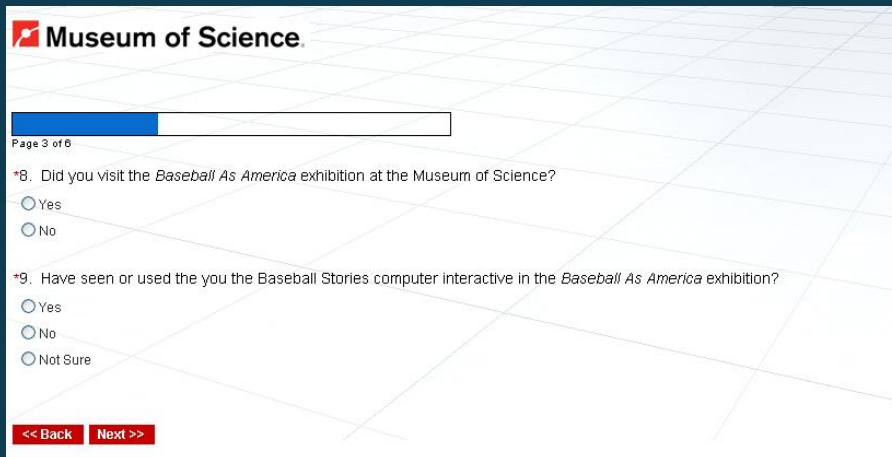 Museum of Science.
Page 3 of 6
*8. Did you visit the Baseball As America exhibition at the Museum of Science?
Yes
No
*9. Have seen or used the you the Baseball Stories computer interactive in the Baseball As America exhibition?
Yes
No
Not Sure
<< Back Next >>